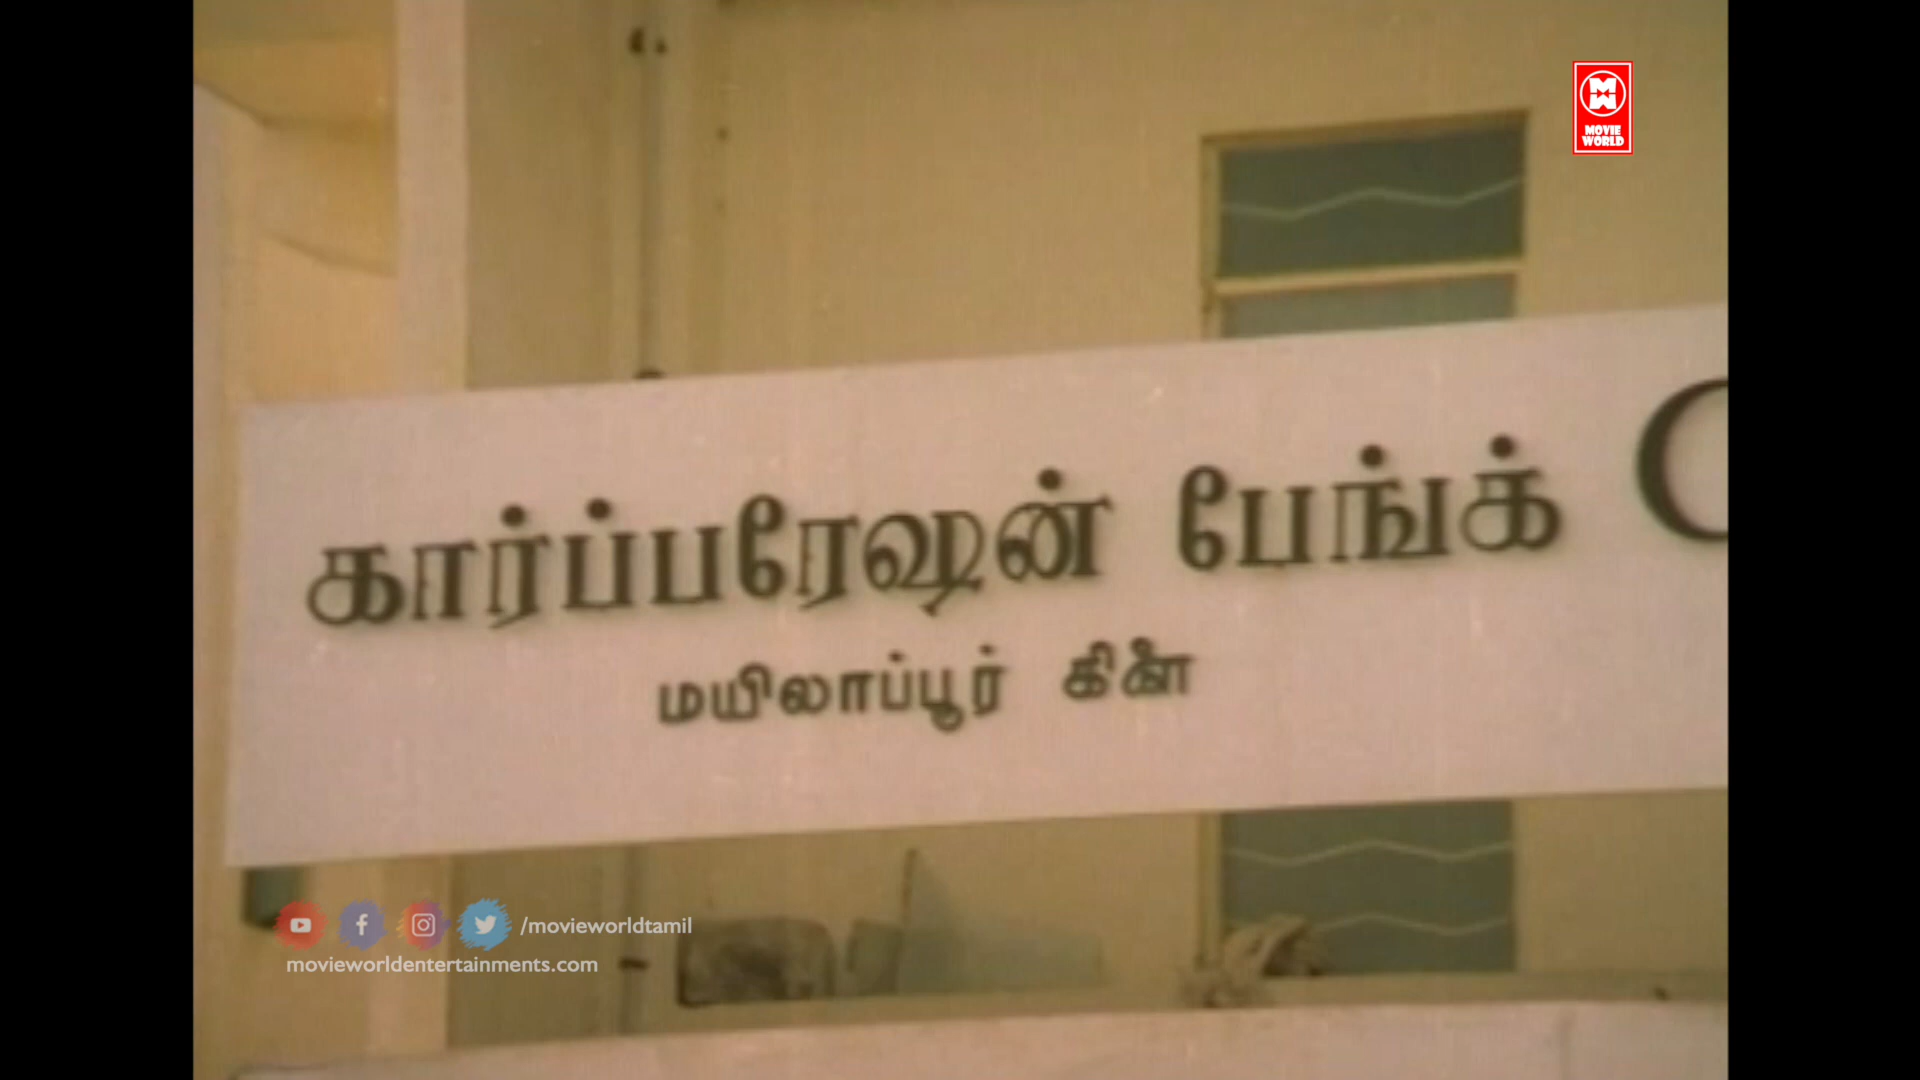 MOVIE
WORLD
கார்ப்பரேஷன் பேங்க் C
மயிலாப்பூர் கிளை
/movieworldtamil
movieworldentertainments.com